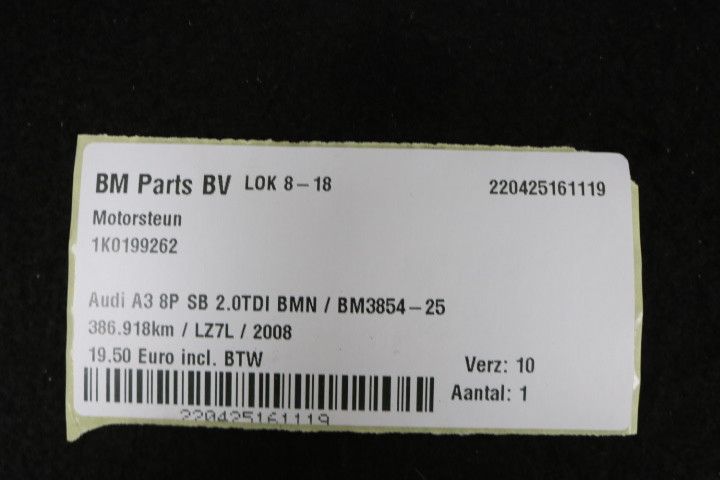 BM Parts BV LOK 8-18 220425161119
Motorsteun
1K0199262
Audi A3 8P SB 2.0TDI BMN / BM3854-25
386.918km / LZ7L / 2008
19.50 Euro incl. BTW
Verz: 10
Aantal: 1
220425161119